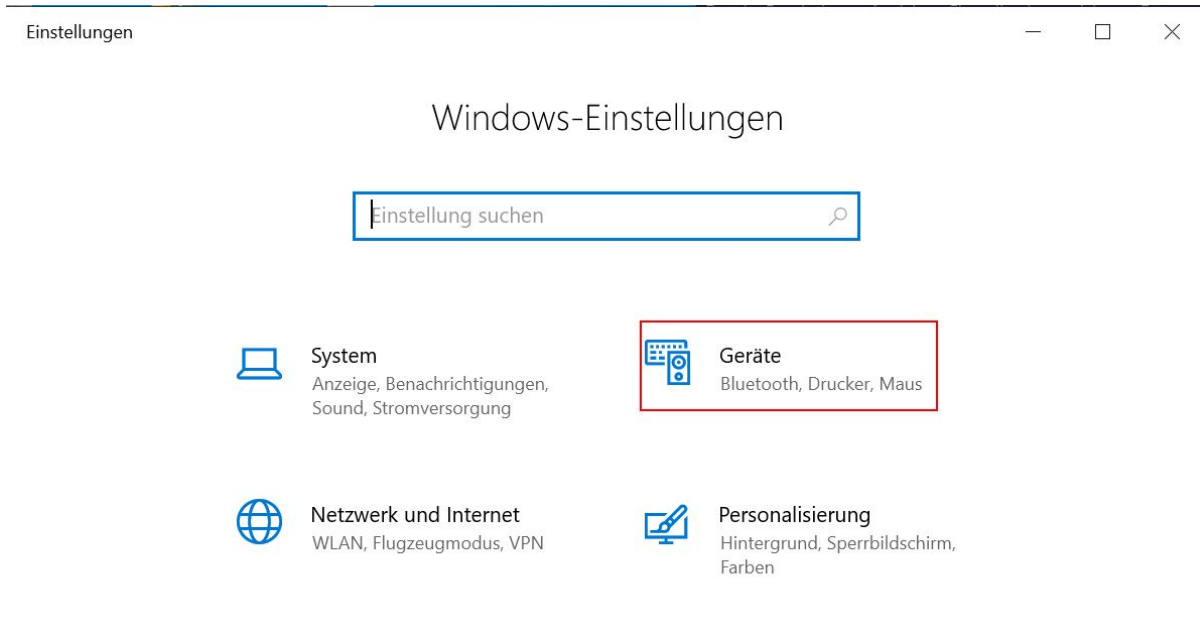 Einstellungen
Windows-Einstellungen
Einstellung suchen
System
Anzeige, Benachrichtigungen,
Sound, Stromversorgung
Geräte
Bluetooth, Drucker, Maus
Netzwerk und Internet
WLAN, Flugzeugmodus, VPN
Personalisierung
Hintergrund, Sperrbildschirm,
Farben